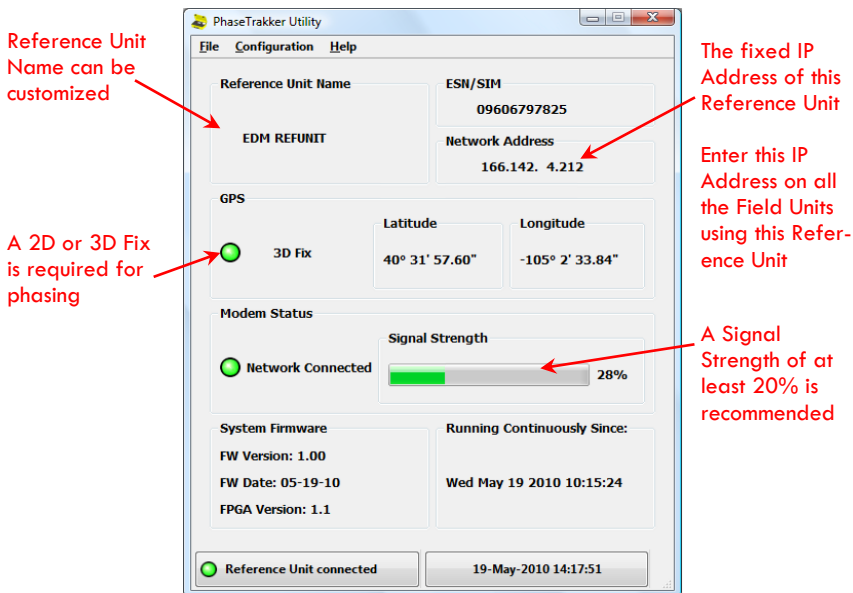 Reference Unit
Name can be
customized
A 2D or 3D Fix
is required for
phasing
PhaseTrakker Utility
File Configuration Help
Reference Unit Name
EDM REFUNIT
ESN/SIM
09606797825
Network Address
166.142. 4.212
GPS
3D Fix
Latitude
40° 31' 57.60"
Longitude
-105° 2' 33.84"
Modem Status
Network Connected
Signal Strength
28%
System Firmware
FW Version: 1.00
FW Date: 05-19-10
FPGA Version: 1.1
Running Continuously Since:
Wed May 19 2010 10:15:24
Reference Unit connected
19-May-2010 14:17:51
The fixed IP
Address of this
Reference Unit
Enter this IP
Address on all
the Field Units
using this Refer-
ence Unit
A Signal
Strength of at
least 20% is
recommended